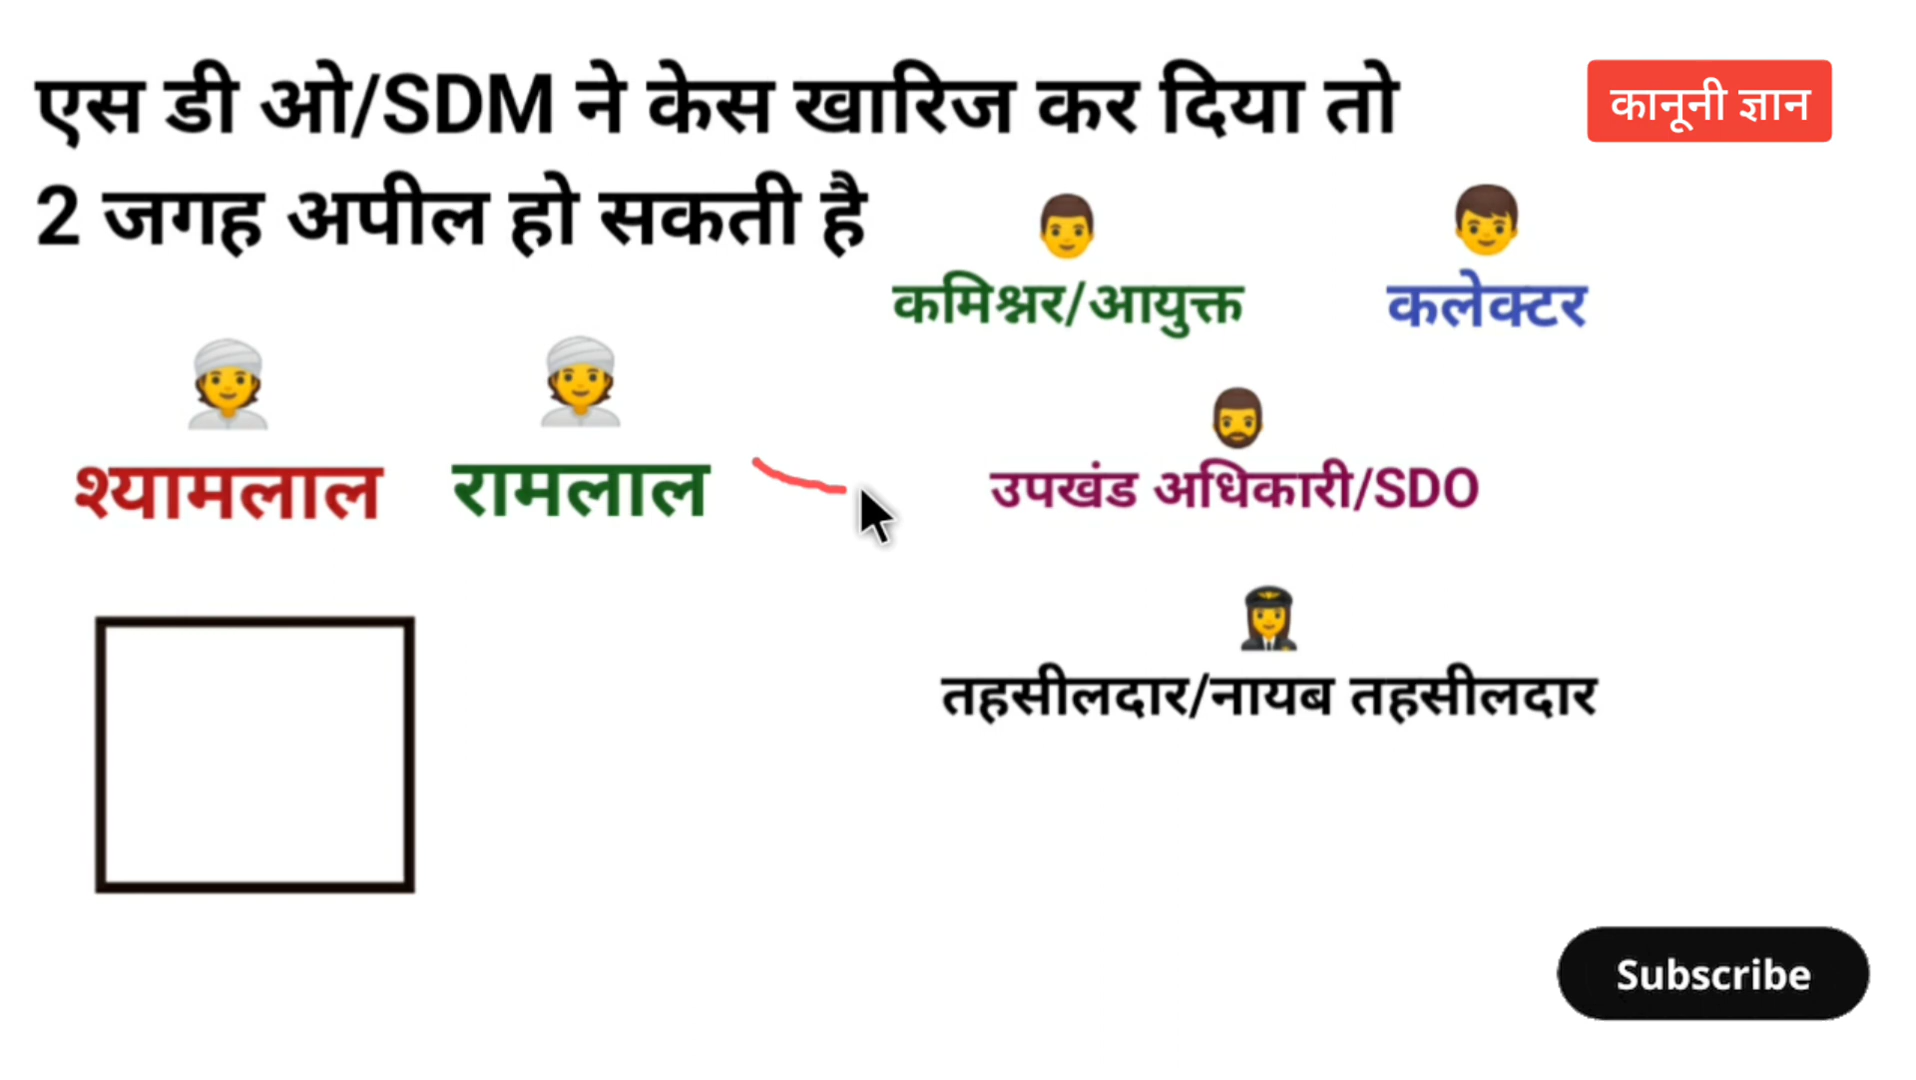 एस डी ओ/SDM ने केस खारिज कर दिया तो
कानूनी ज्ञान
2 जगह अपील हो सकती है
कमिश्नर/आयुक्त
कलेक्टर
श्यामलाल
रामलाल
उपखंड अधिकारी/SDO
तहसीलदार/नायब तहसीलदार
Subscribe